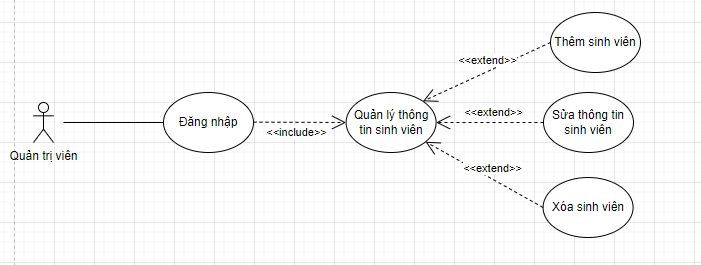 Thêm sinh viên
<<extend>>
Quản trị viên
Đăng nhập
<<include>>
Quản lý thông
tin sinh viên
<<extend>>
Sửa thông tin
sinh viên
<<extend>>
Xóa sinh viên